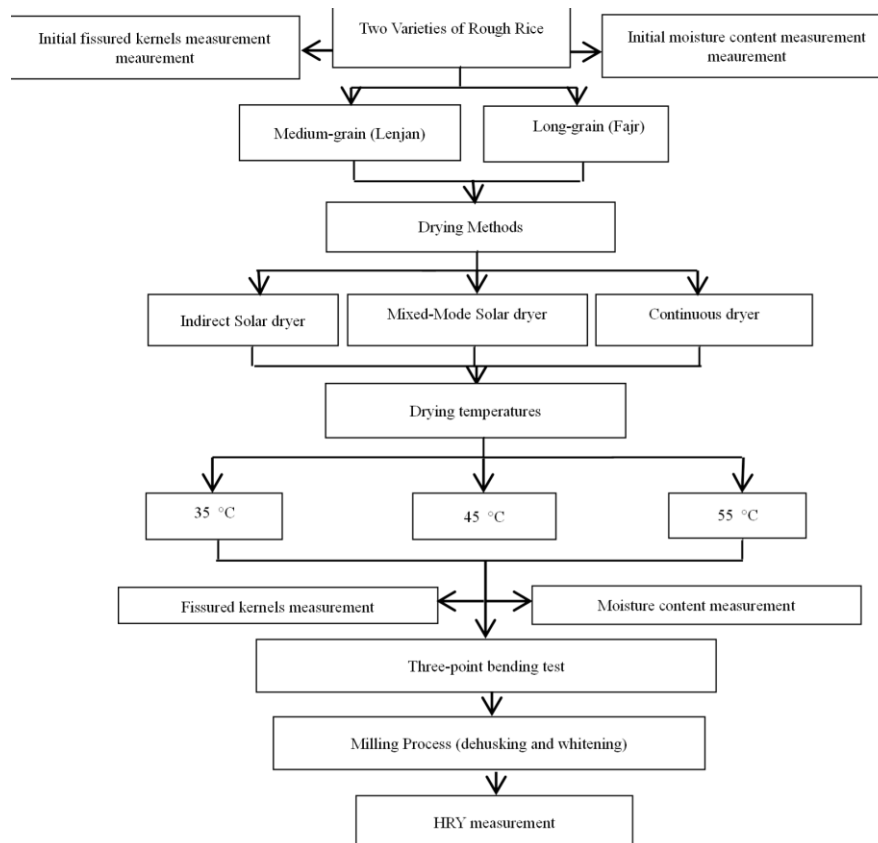 Two Varieties of Rough Rice
Initial fissured kernels measurement
meaurement
Initial moisture content measurement
meaurement
Medium-grain (Lenjan)
Long-grain (Fajr)
Drying Methods
Indirect Solar dryer
Mixed-Mode Solar dryer
Continuous dryer
Drying temperatures
35 °C
45 °C
55 °C
Fissured kernels measurement
Moisture content measurement
Three-point bending test
Milling Process (dehusking and whitening)
HRY measurement